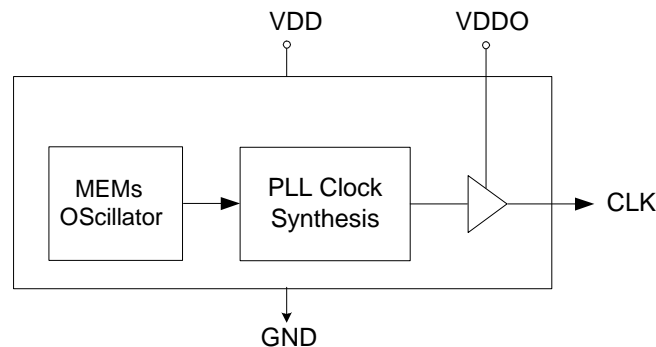 VDD
VDDO
MEMs
OScillator
PLL Clock
Synthesis
CLK
GND